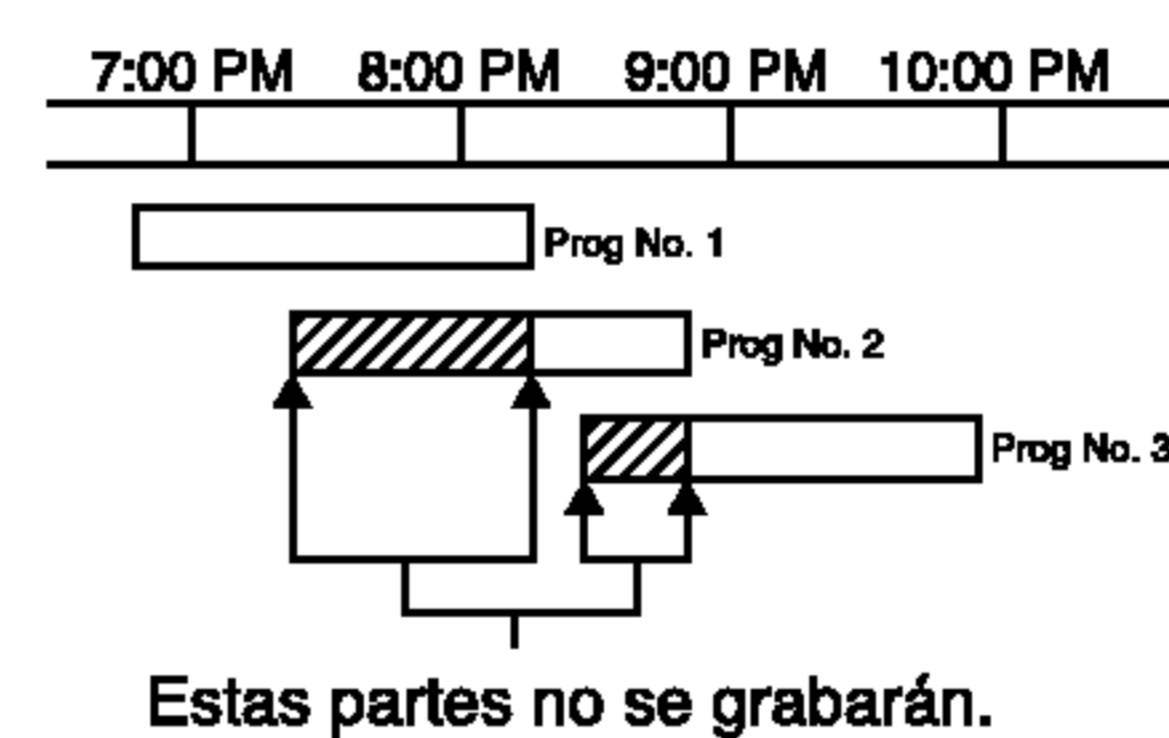 7:00 PM 8:00 PM 9:00 PM 10:00 PM
Prog No. 1
Prog No. 2
Prog No. 3
Estas partes no se grabarán.